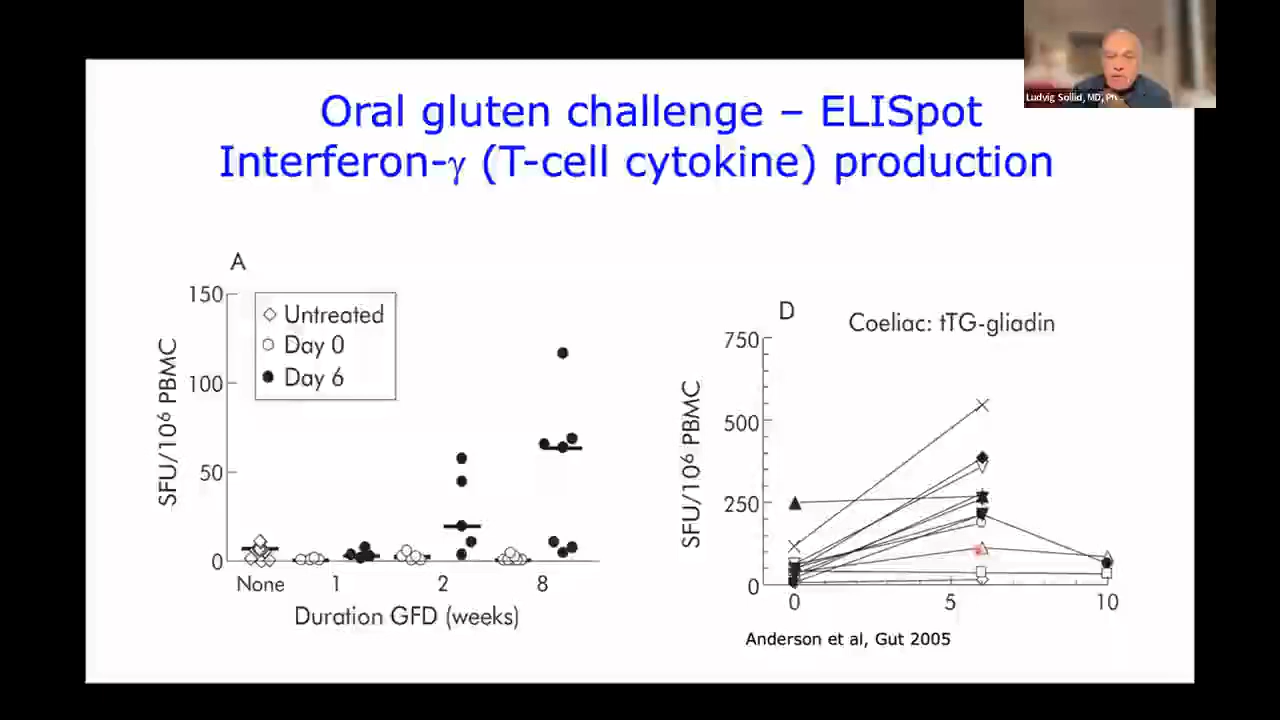 Ludvig Sollid, MD, Ph
Oral gluten challenge – ELISpot
Interferon-γ (T-cell cytokine) production
A
150
100
50
0
SFU/10⁶ PBMC
Untreated
Day 0
Day 6
None
1
2
8
Duration GFD (weeks)
D
Coeliac: tTG-gliadin
750
500
250
0
SFU/10⁶ PBMC
0
5
10
Anderson et al, Gut 2005